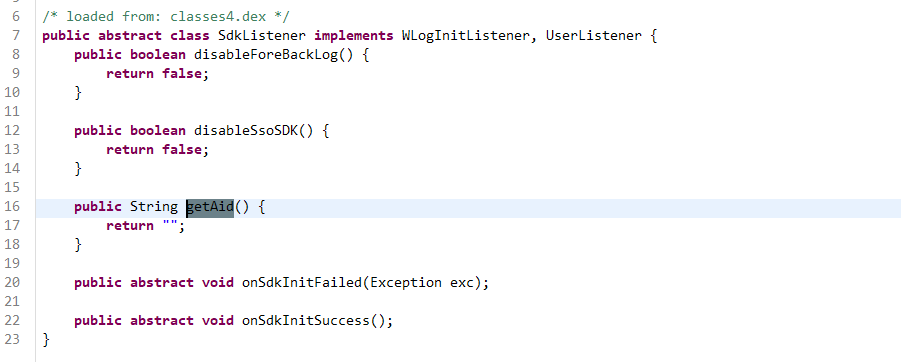 6 /* loaded from: classes4.dex */
7 public abstract class SdkListener implements WLogInitListener, UserListener {
8     public boolean disableForeBackLog() {
9         return false;
10     }
11
12     public boolean disableSsoSDK() {
13         return false;
14     }
15
16     public String getAid() {
17         return "";
18     }
19
20     public abstract void onSdkInitFailed(Exception exc);
21
22     public abstract void onSdkInitSuccess();
23 }